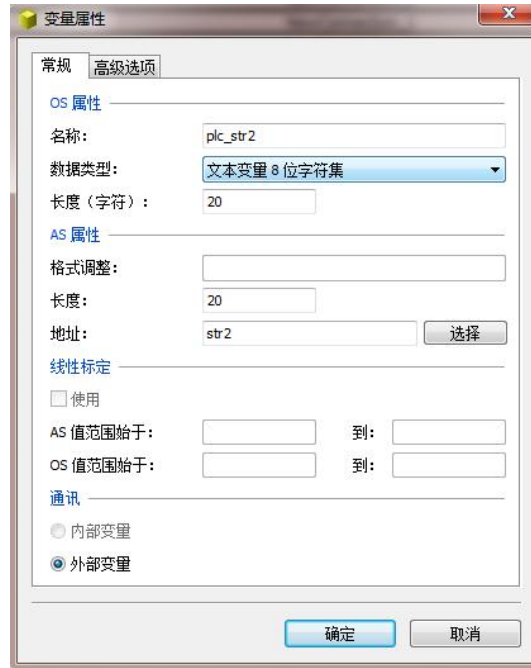 变量属性
常规 高级选项
OS 属性
名称: plc_str2
数据类型: 文本变量 8 位字符集
长度（字符）: 20
AS 属性
格式调整:
长度: 20
地址: str2 选择
线性标定
使用
AS 值范围始于: 到:
OS 值范围始于: 到:
通讯
内部变量
外部变量
确定 取消